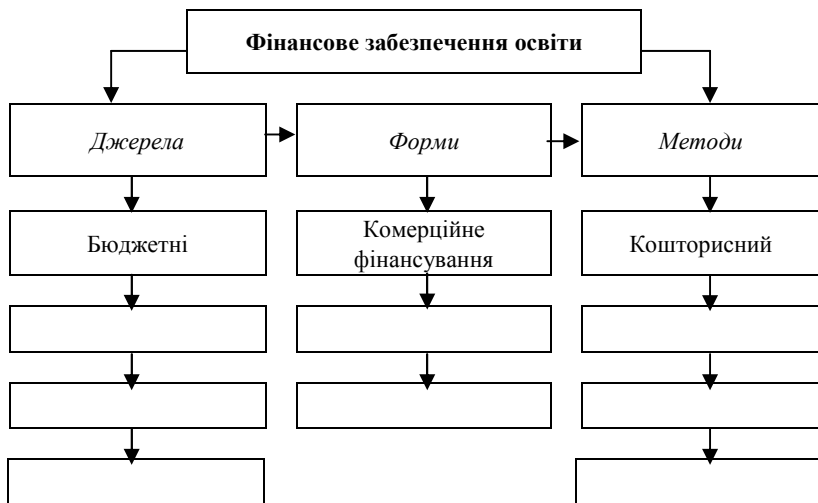 Фінансове забезпечення освіти
Джерела
Форми
Методи
Бюджетні
Комерційне
фінансування
Кошторисний